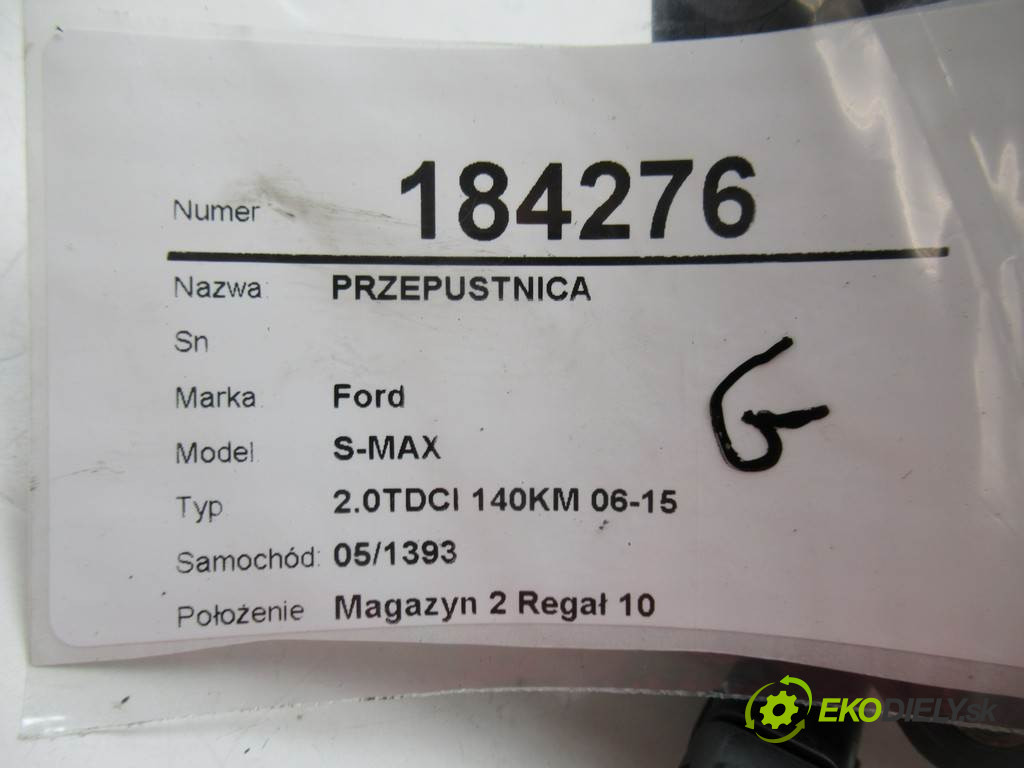 Numer 184276
Nazwa: PRZEPUSTNICA
Sn
Marka Ford
Model S-MAX
Typ 2.0TDCI 140KM 06-15
Samochód: 05/1393
Położenie Magazyn 2 Regał 10
G
EKODIELY.sk